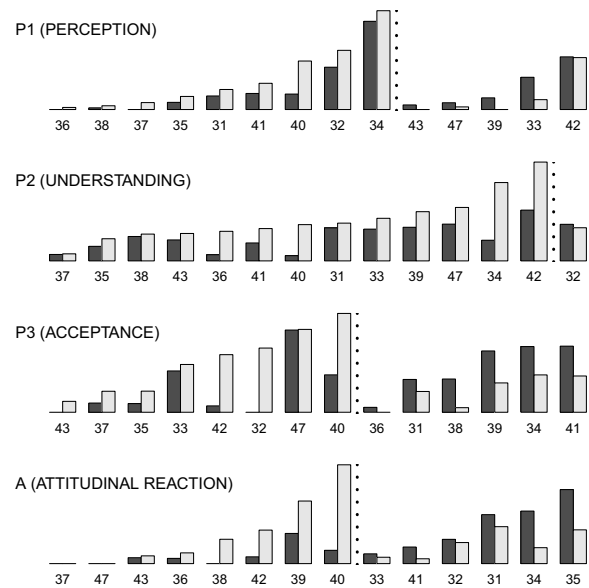 P1 (PERCEPTION)
36 38 37 35 31 41 40 32 34 43 47 39 33 42
P2 (UNDERSTANDING)
37 35 38 43 36 41 40 31 33 39 47 34 42 32
P3 (ACCEPTANCE)
43 37 35 33 42 32 47 40 36 31 38 39 34 41
A (ATTITUDINAL REACTION)
37 47 43 36 38 42 39 40 33 41 32 31 34 35